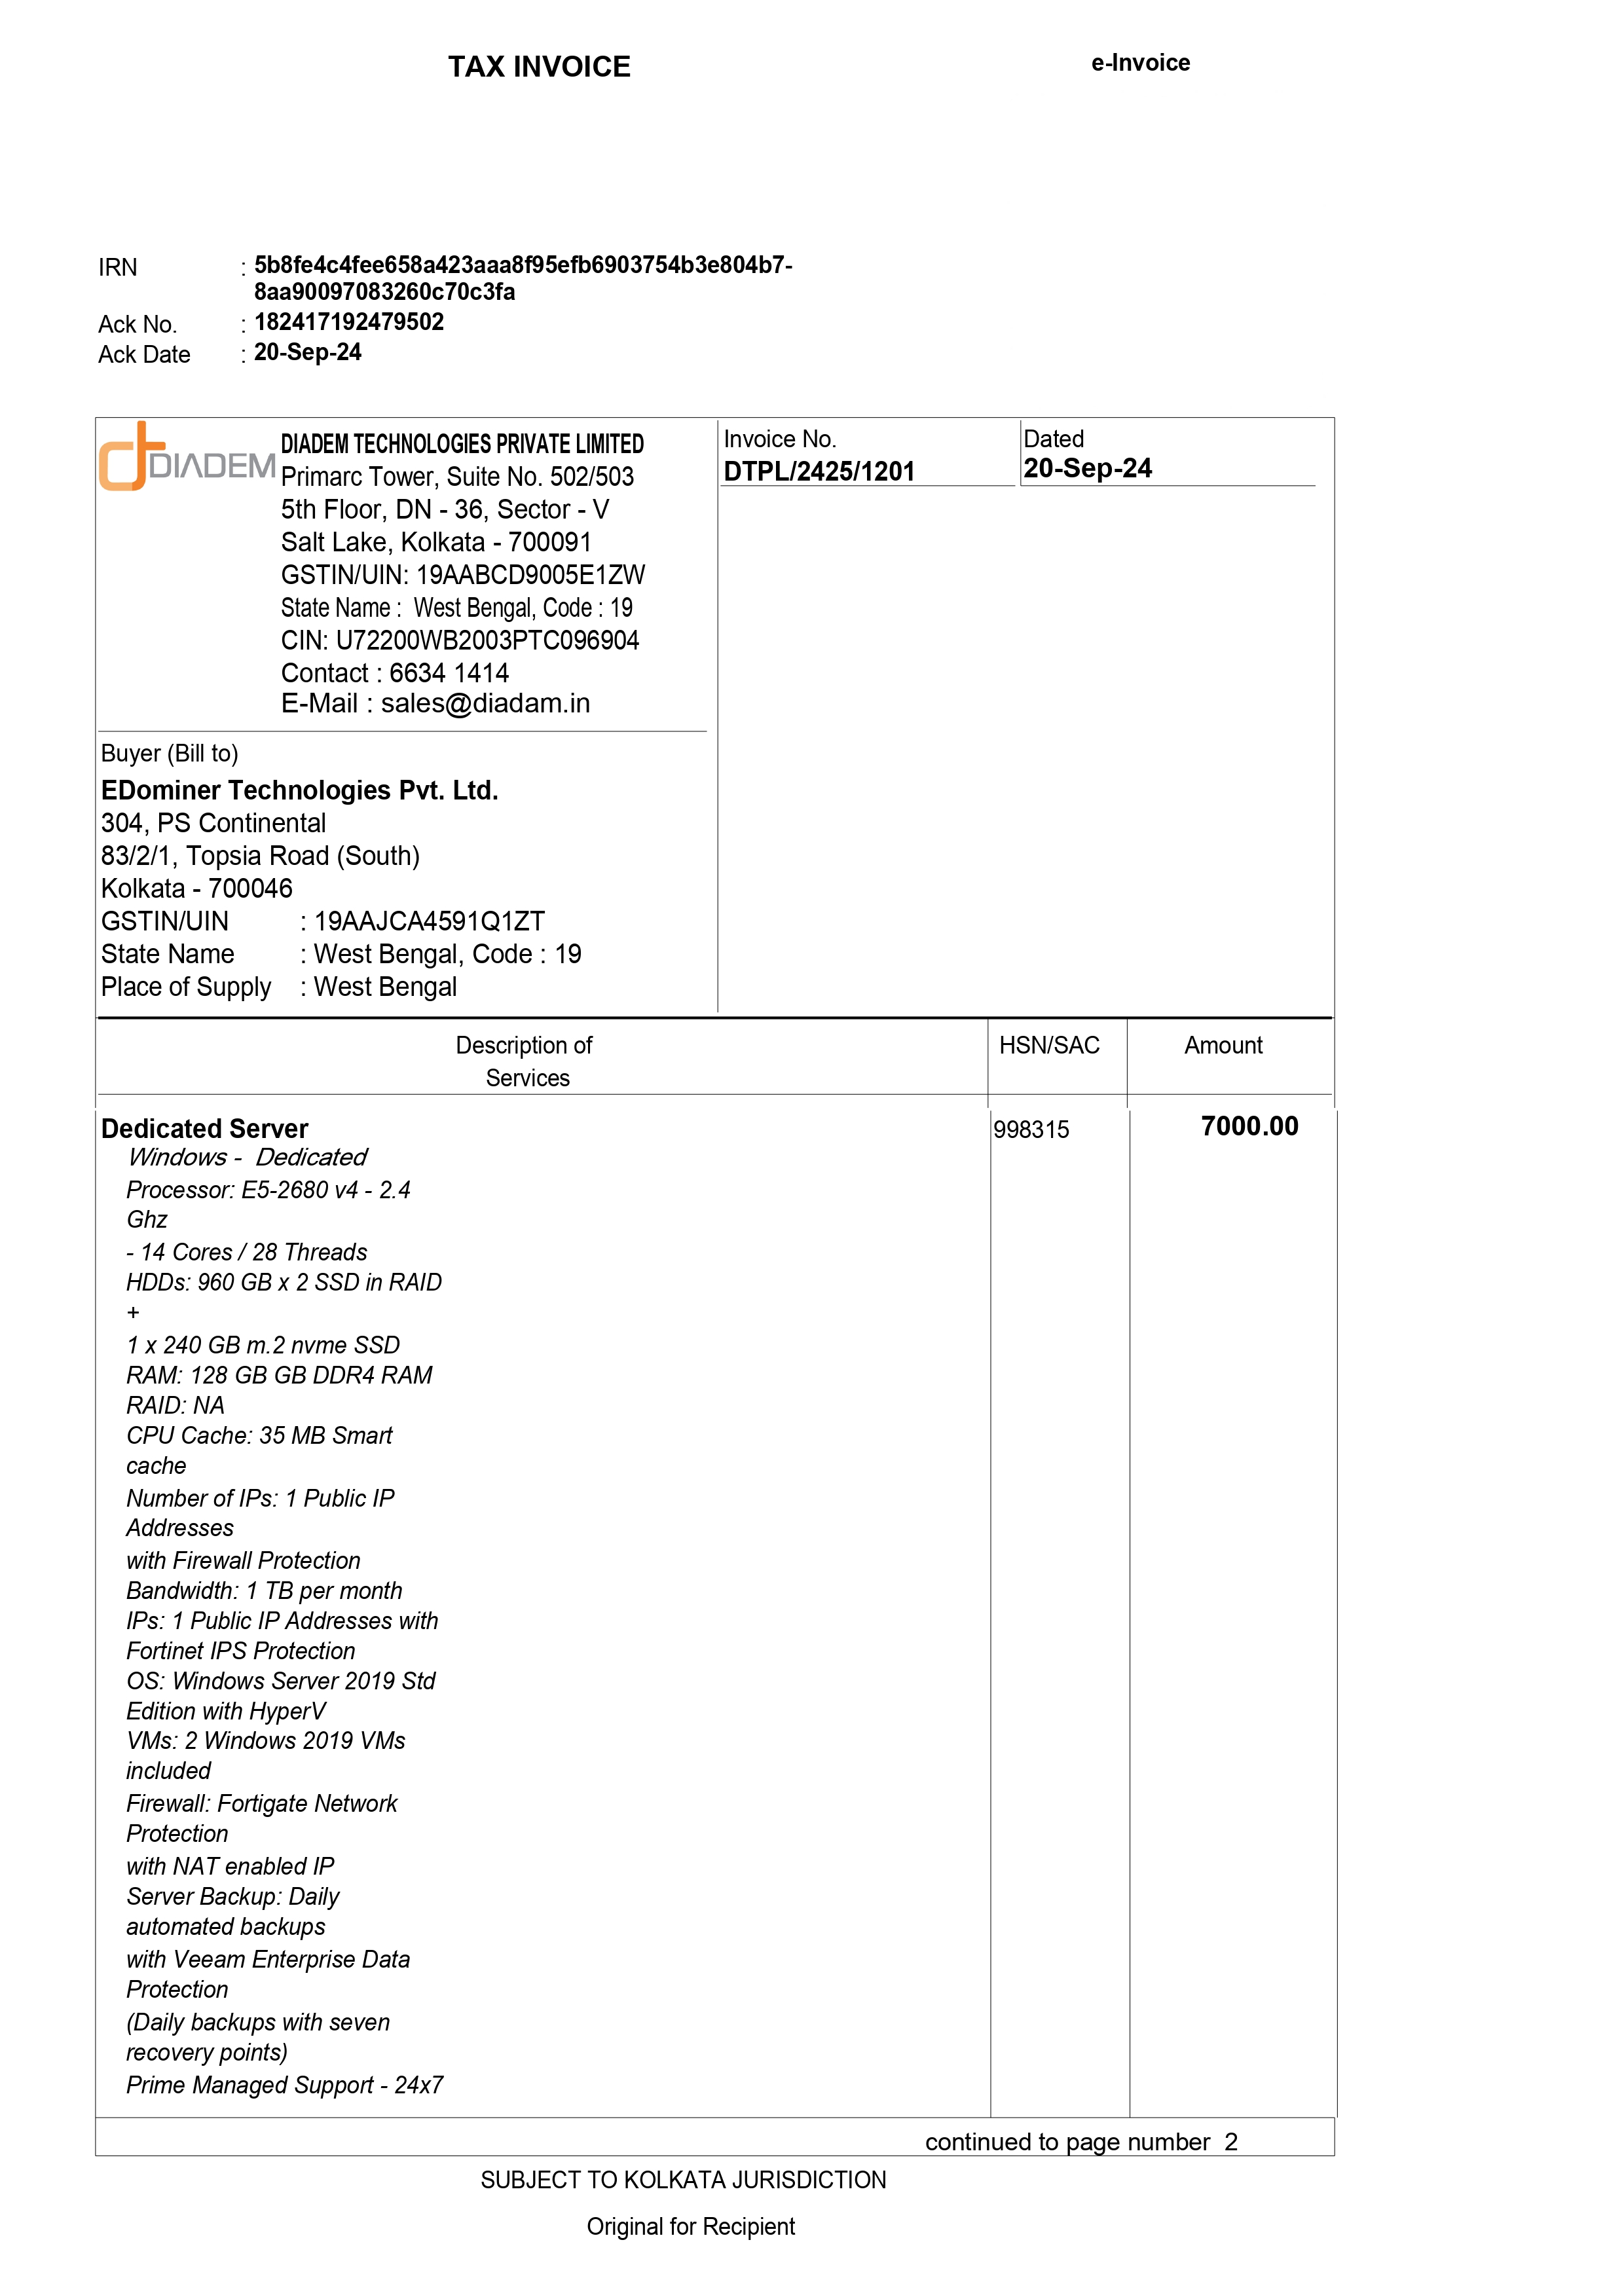 TAX INVOICE
e-Invoice
IRN : 5b8fe4c4fee658a423aaa8f95efb6903754b3e804b7-
8aa90097083260c70c3fa
Ack No. : 182417192479502
Ack Date : 20-Sep-24
DIADEM
DIADEM TECHNOLOGIES PRIVATE LIMITED
Primarc Tower, Suite No. 502/503
5th Floor, DN - 36, Sector - V
Salt Lake, Kolkata - 700091
GSTIN/UIN: 19AABCD9005E1ZW
State Name : West Bengal, Code : 19
CIN: U72200WB2003PTC096904
Contact : 6634 1414
E-Mail : sales@diadam.in
Invoice No.
DTPL/2425/1201
Dated
20-Sep-24
Buyer (Bill to)
EDominer Technologies Pvt. Ltd.
304, PS Continental
83/2/1, Topsia Road (South)
Kolkata - 700046
GSTIN/UIN : 19AAJCA4591Q1ZT
State Name : West Bengal, Code : 19
Place of Supply : West Bengal
Description of
Services
HSN/SAC
Amount
Dedicated Server 998315 7000.00
Windows - Dedicated
Processor: E5-2680 v4 - 2.4
Ghz
- 14 Cores / 28 Threads
HDDs: 960 GB x 2 SSD in RAID
+
1 x 240 GB m.2 nvme SSD
RAM: 128 GB GB DDR4 RAM
RAID: NA
CPU Cache: 35 MB Smart
cache
Number of IPs: 1 Public IP
Addresses
with Firewall Protection
Bandwidth: 1 TB per month
IPs: 1 Public IP Addresses with
Fortinet IPS Protection
OS: Windows Server 2019 Std
Edition with HyperV
VMs: 2 Windows 2019 VMs
included
Firewall: Fortigate Network
Protection
with NAT enabled IP
Server Backup: Daily
automated backups
with Veeam Enterprise Data
Protection
(Daily backups with seven
recovery points)
Prime Managed Support - 24x7
continued to page number 2
SUBJECT TO KOLKATA JURISDICTION
Original for Recipient